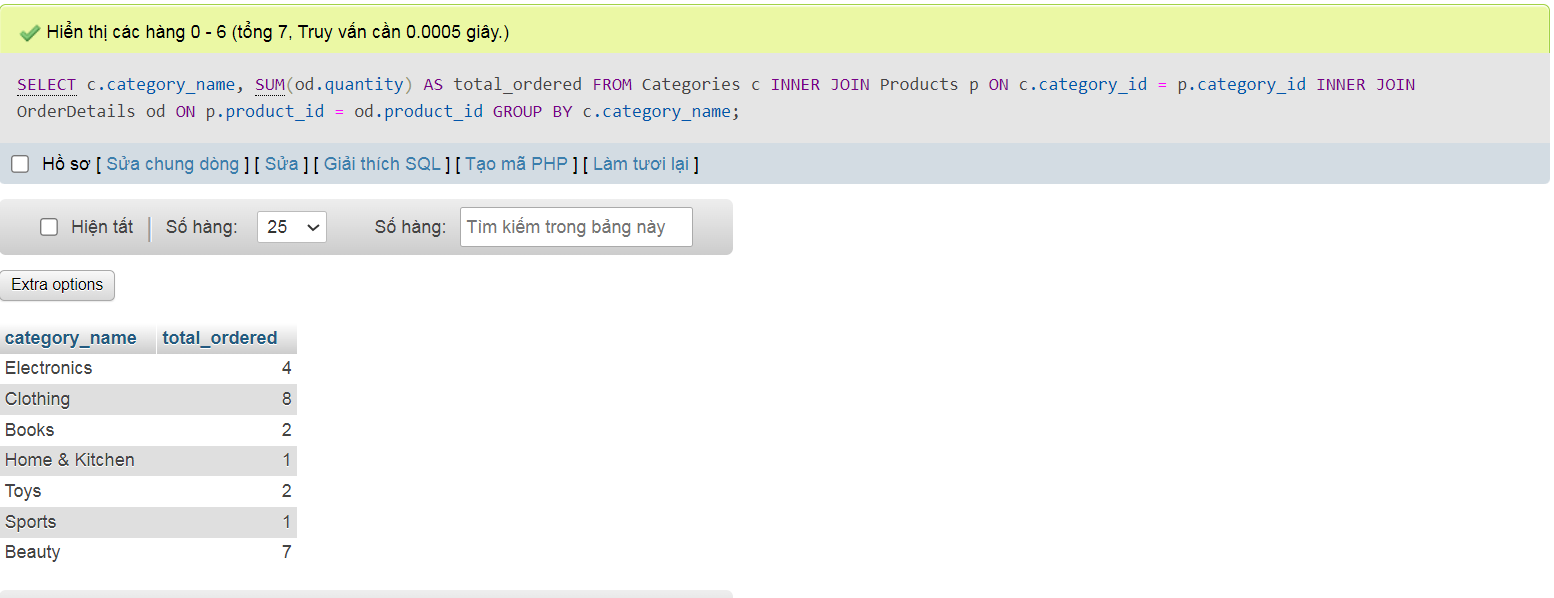 Hiển thị các hàng 0 - 6 (tổng 7, Truy vấn cần 0.0005 giây.)
SELECT c.category_name, SUM(od.quantity) AS total_ordered FROM Categories c INNER JOIN Products p ON c.category_id = p.category_id INNER JOIN
OrderDetails od ON p.product_id = od.product_id GROUP BY c.category_name;
Hồ sơ [ Sửa chung dòng ] [ Sửa ] [ Giải thích SQL ] [ Tạo mã PHP ] [ Làm tươi lại ]
Hiện tất | Số hàng: 25 Số hàng: Tìm kiếm trong bảng này
Extra options
category_name total_ordered
Electronics 4
Clothing 8
Books 2
Home & Kitchen 1
Toys 2
Sports 1
Beauty 7